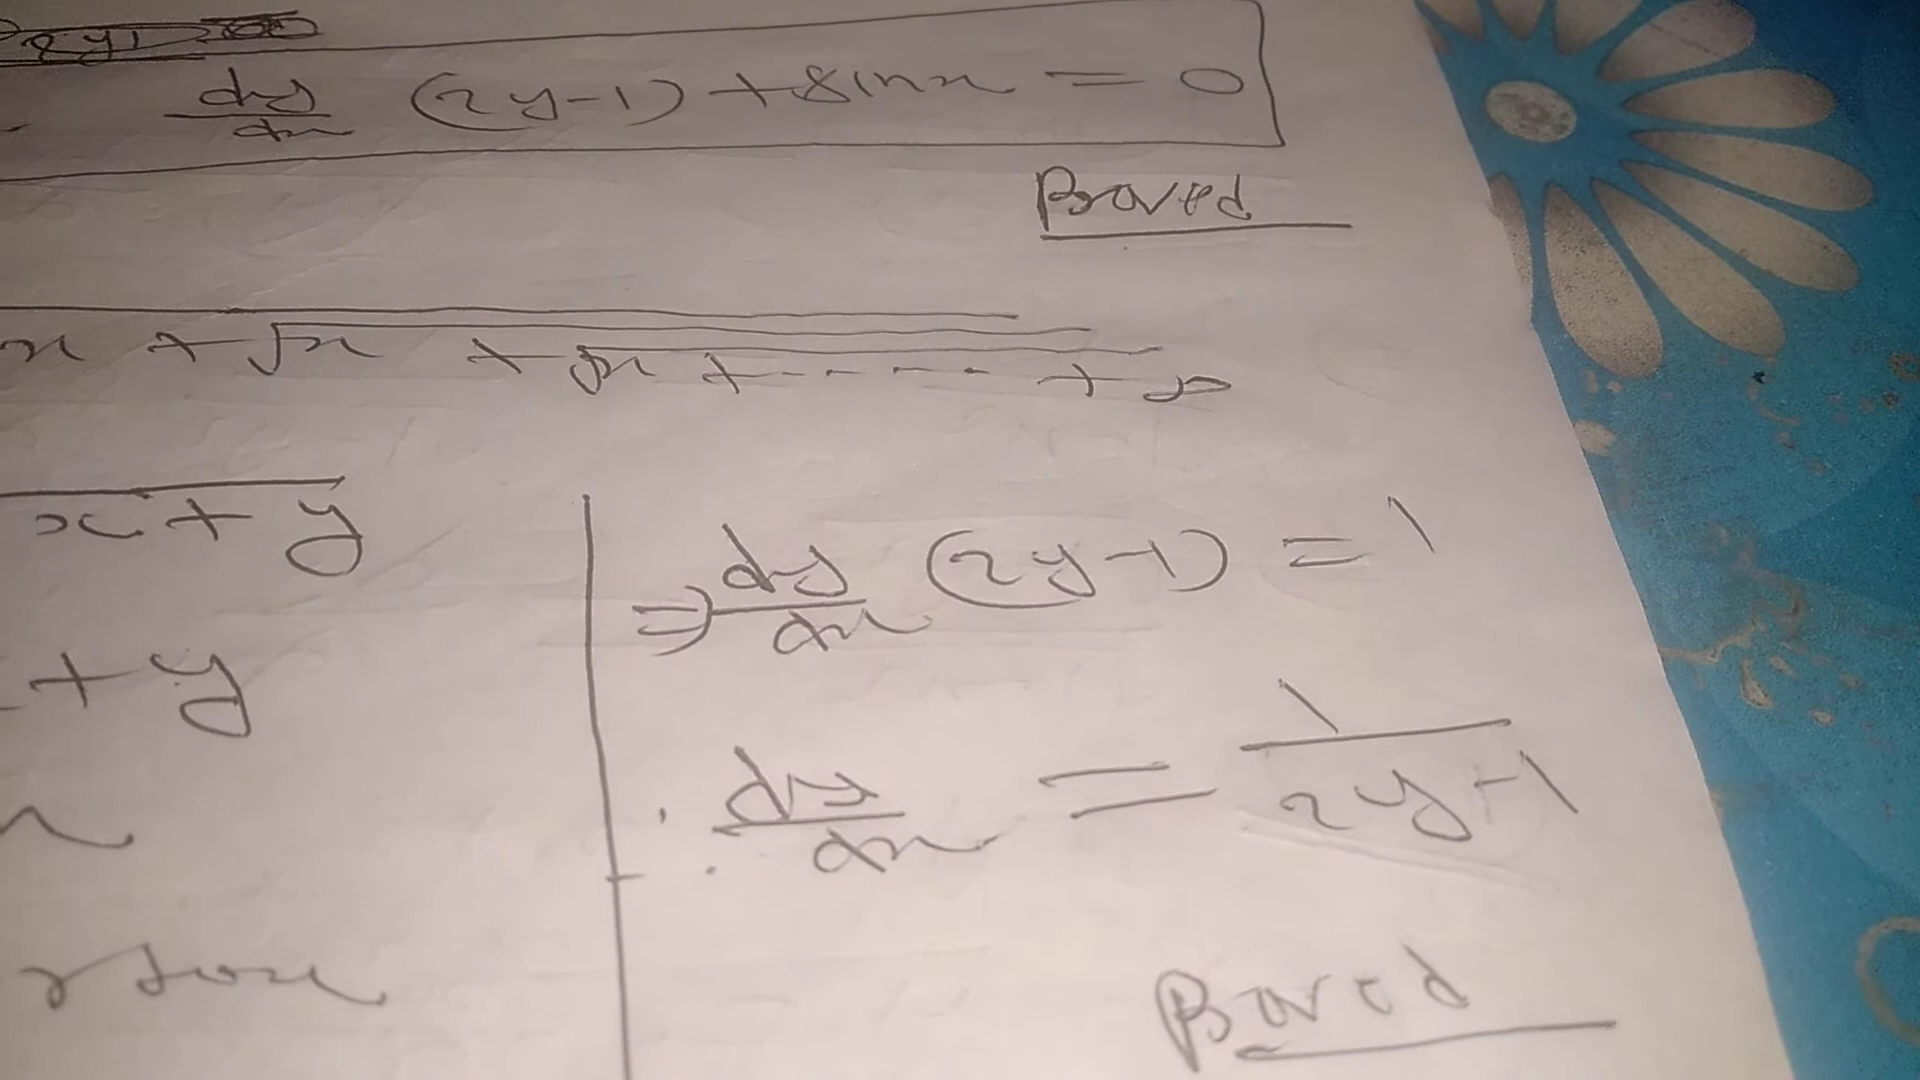 dy/dx (2y-1) + sinx = 0
Proved
x + √x + √x + ..... + ∞
x + y
+ y
x
⇒ dy/dx (2y-1) = 1
∴ dy/dx = 1/2y-1
Proved